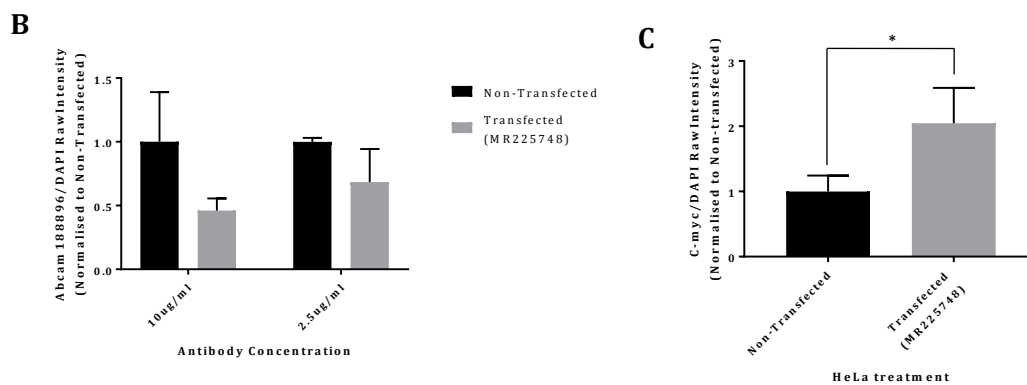 B
Abcam 188896/DAPI RawIntensity
(Normalised to Non-Transfected)
1.5
1.0
0.5
0.0
10ug/ml
2.5ug/ml
Antibody Concentration
Non-Transfected
Transfected
(MR225748)
C
C-myc/DAPI RawIntensity
(Normalised to Non-transfected)
3
2
1
0
*
Non-Transfected
Transfected
(MR225748)
HeLa treatment